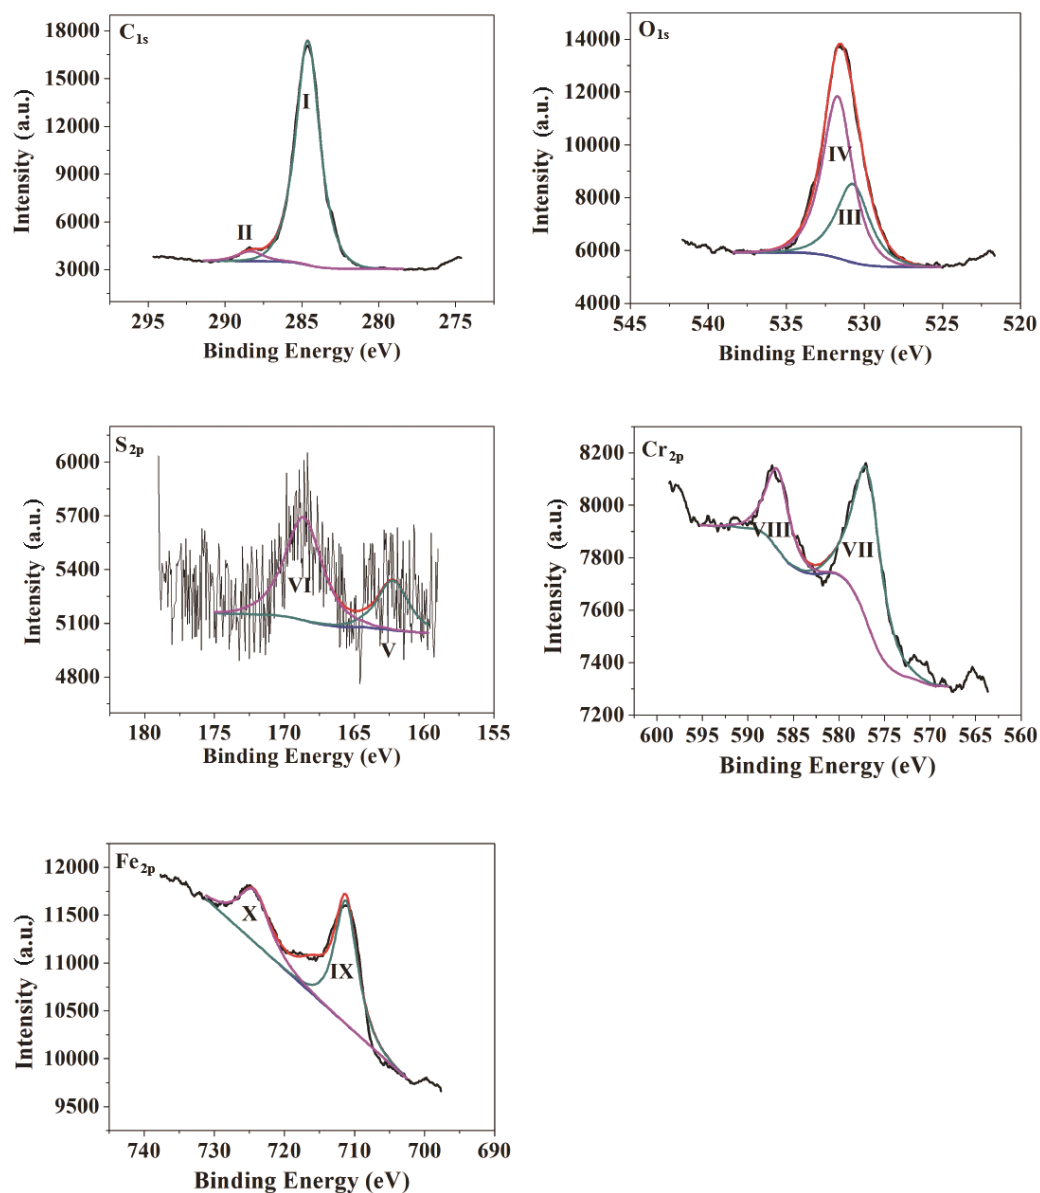 C1s
18000
15000
12000
9000
6000
3000
Intensity (a.u.)
I
II
295 290 285 280 275
Binding Energy (eV)
O1s
14000
12000
10000
8000
6000
4000
Intensity (a.u.)
IV
III
545 540 535 530 525 520
Binding Enerngy (eV)
S2p
6000
5700
5400
5100
4800
Intensity (a.u.)
VI
V
180 175 170 165 160 155
Binding Energy (eV)
Cr2p
8200
8000
7800
7600
7400
7200
Intensity (a.u.)
VIII
VII
600 595 590 585 580 575 570 565 560
Binding Energy (eV)
Fe2p
12000
11500
11000
10500
10000
9500
Intensity (a.u.)
X
IX
740 730 720 710 700 690
Binding Energy (eV)